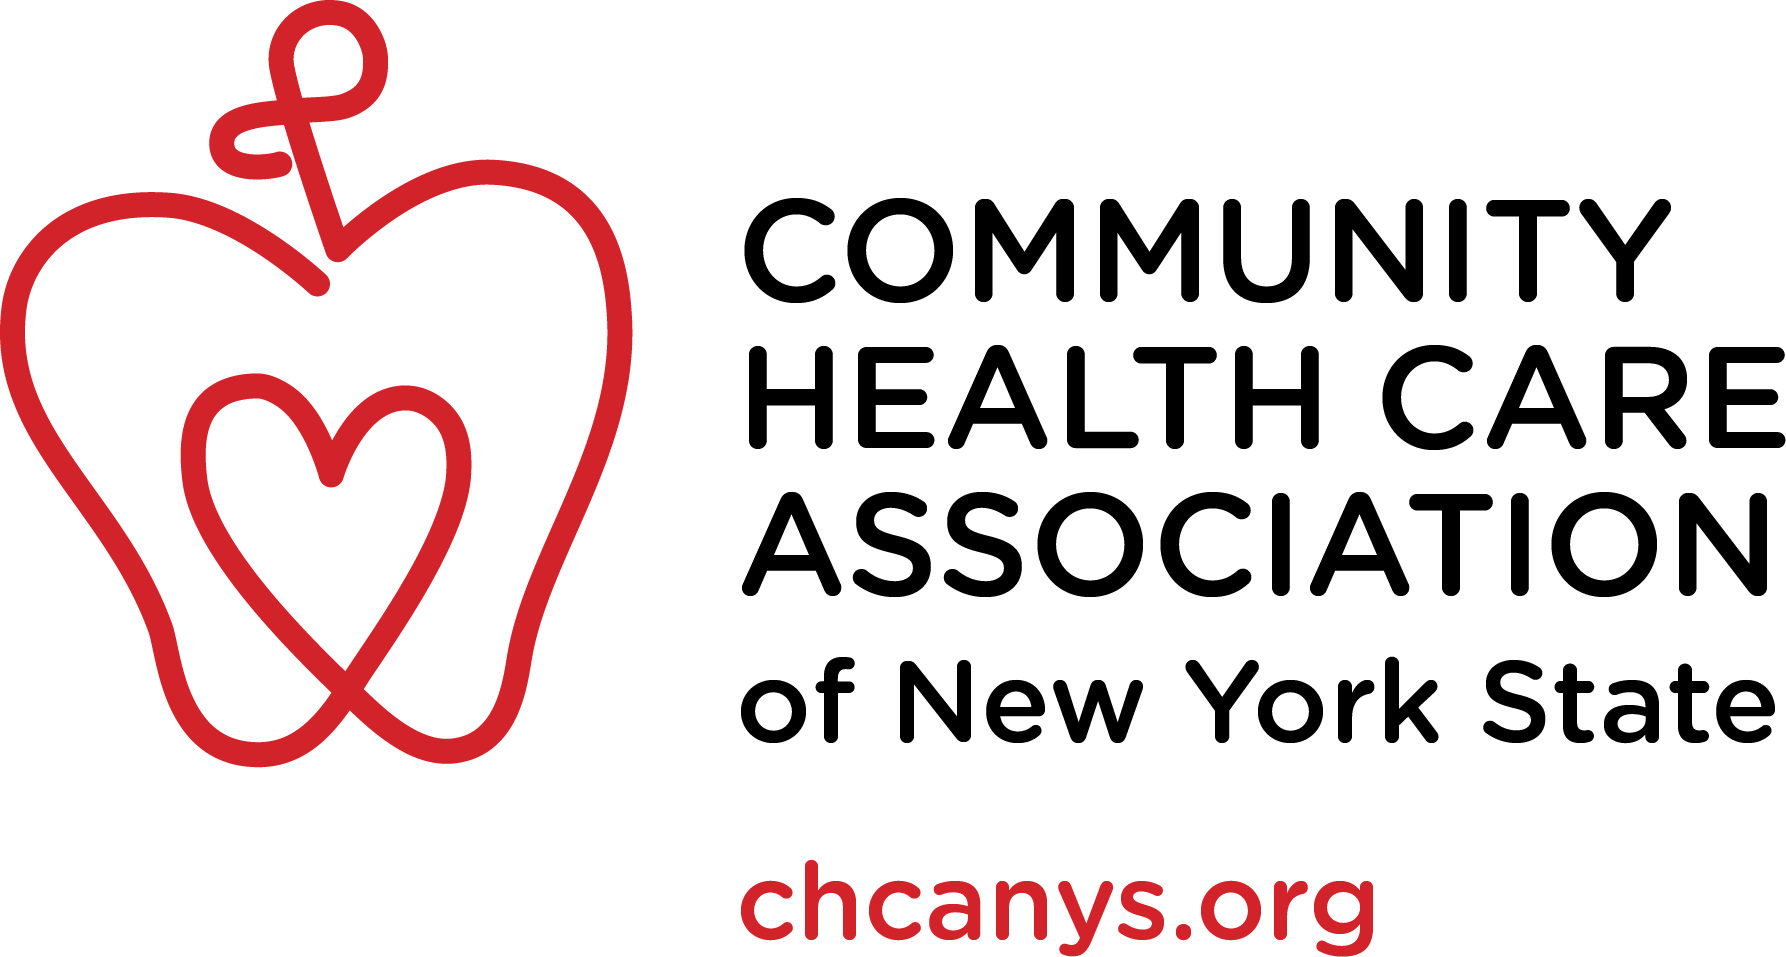 COMMUNITY
HEALTH CARE
ASSOCIATION
of New York State
chcanys.org